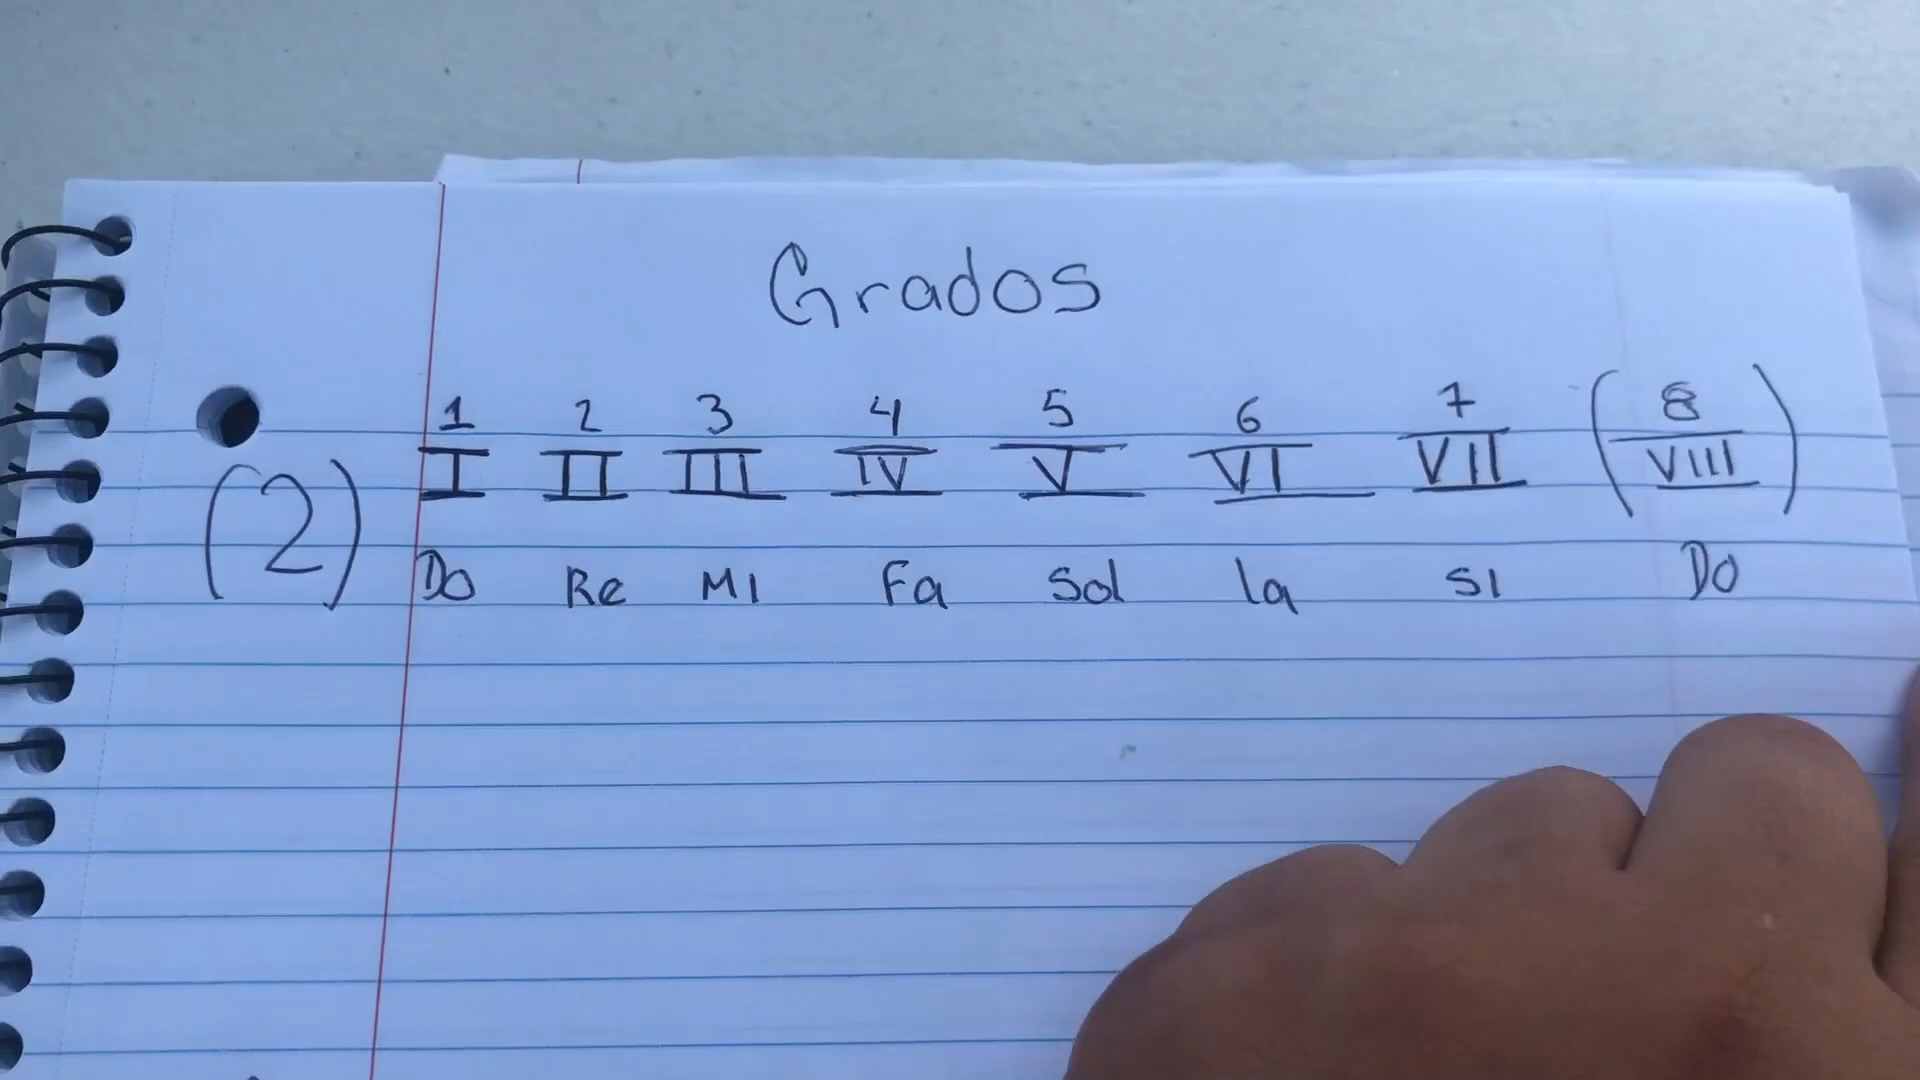 Grados
1 2 3 4 5 6 7 (8
(2) I II III IV V VI VII VIII)
Do Re MI Fa Sol la SI Do